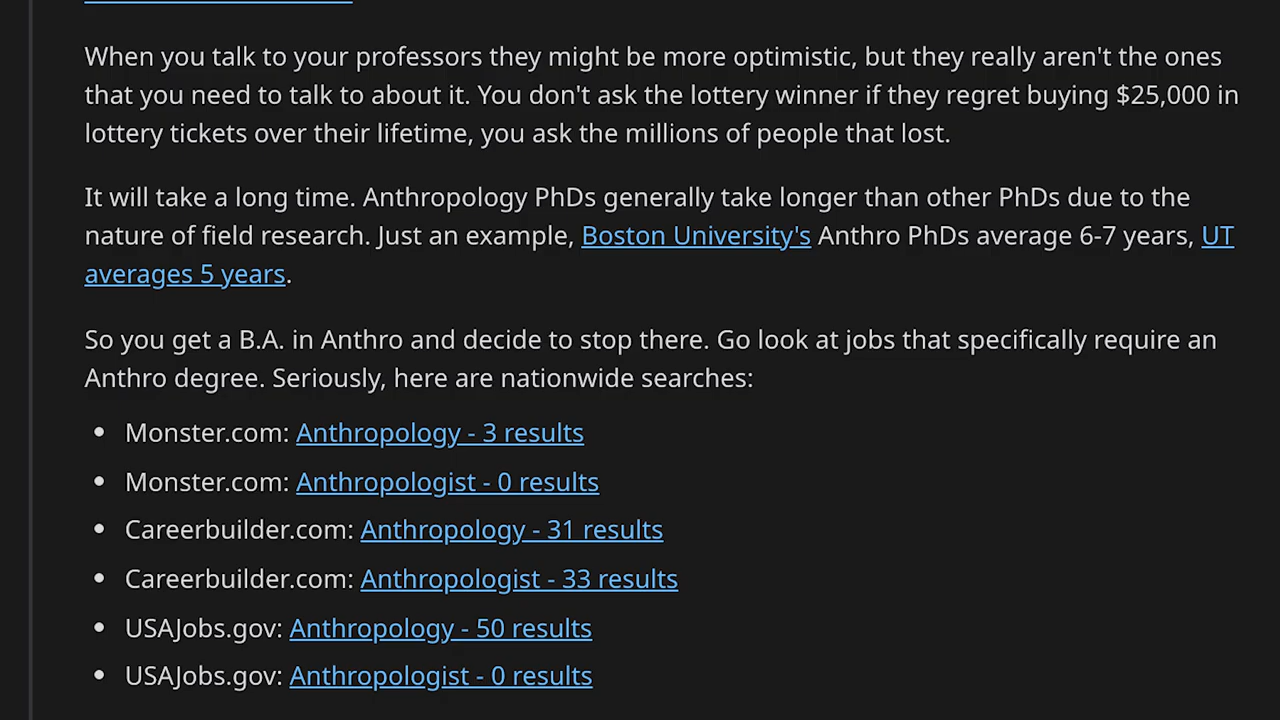 When you talk to your professors they might be more optimistic, but they really aren't the ones
that you need to talk to about it. You don't ask the lottery winner if they regret buying $25,000 in
lottery tickets over their lifetime, you ask the millions of people that lost.
It will take a long time. Anthropology PhDs generally take longer than other PhDs due to the
nature of field research. Just an example, Boston University's Anthro PhDs average 6-7 years, UT
averages 5 years.
So you get a B.A. in Anthro and decide to stop there. Go look at jobs that specifically require an
Anthro degree. Seriously, here are nationwide searches:
• Monster.com: Anthropology - 3 results
• Monster.com: Anthropologist - 0 results
• Careerbuilder.com: Anthropology - 31 results
• Careerbuilder.com: Anthropologist - 33 results
• USAJobs.gov: Anthropology - 50 results
• USAJobs.gov: Anthropologist - 0 results